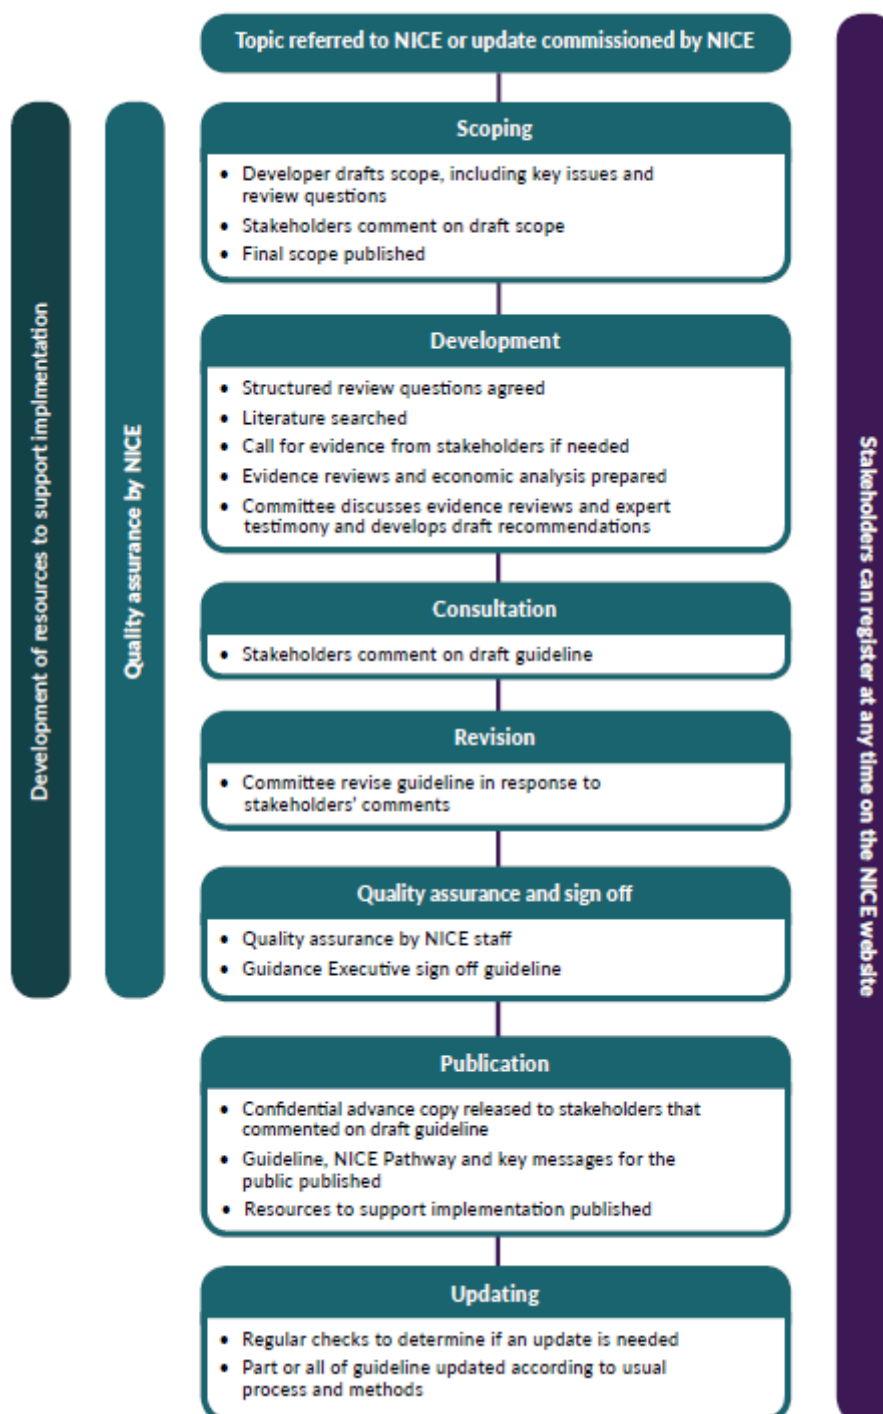 Topic referred to NICE or update commissioned by NICE
Development of resources to support implmentation
Quality assurance by NICE
Scoping
• Developer drafts scope, including key issues and
review questions
• Stakeholders comment on draft scope
• Final scope published
Development
• Structured review questions agreed
• Literature searched
• Call for evidence from stakeholders if needed
• Evidence reviews and economic analysis prepared
• Committee discusses evidence reviews and expert
testimony and develops draft recommendations
Consultation
• Stakeholders comment on draft guideline
Revision
• Committee revise guideline in response to
stakeholders' comments
Quality assurance and sign off
• Quality assurance by NICE staff
• Guidance Executive sign off guideline
Publication
• Confidential advance copy released to stakeholders that
commented on draft guideline
• Guideline, NICE Pathway and key messages for the
public published
• Resources to support implementation published
Updating
• Regular checks to determine if an update is needed
• Part or all of guideline updated according to usual
process and methods
Stakeholders can register at any time on the NICE website